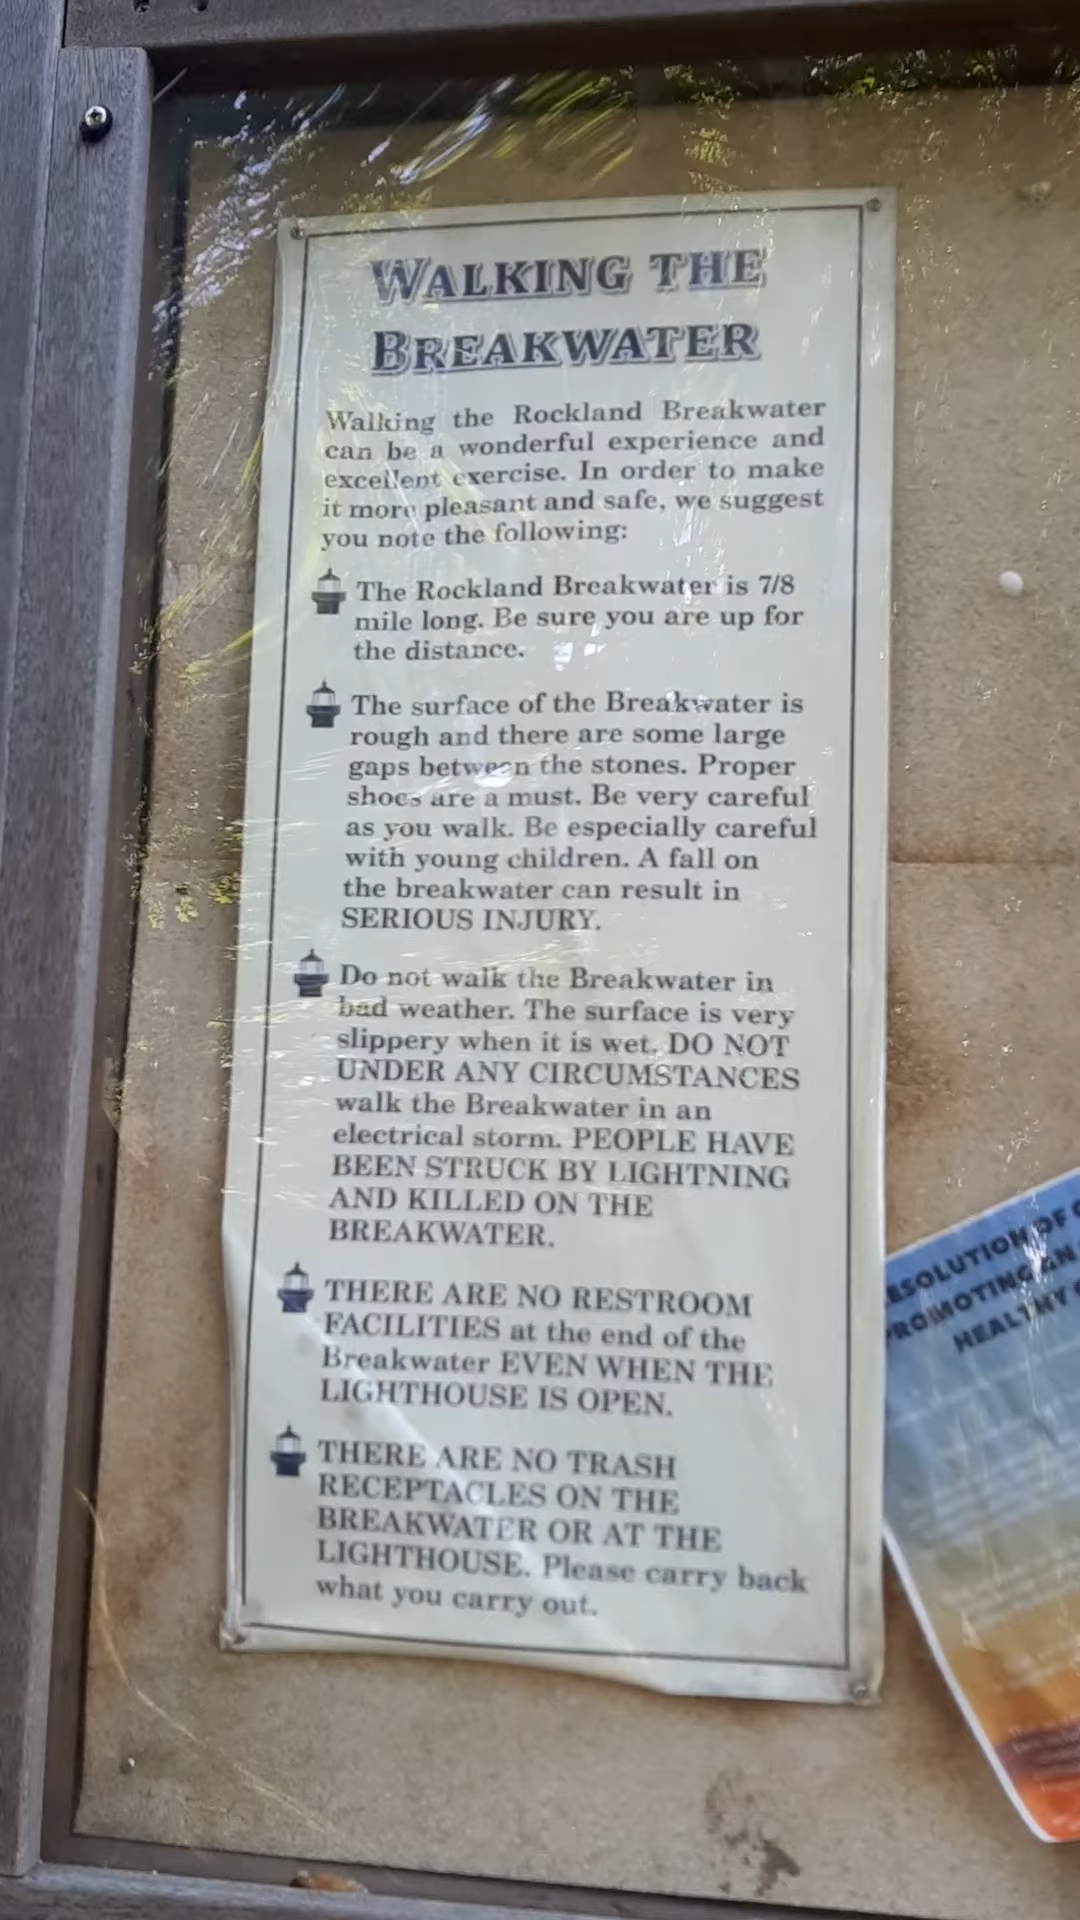 WALKING THE
BREAKWATER
Walking the Rockland Breakwater
can be a wonderful experience and
excellent exercise. In order to make
it more pleasant and safe, we suggest
you note the following:
The Rockland Breakwater is 7/8
mile long. Be sure you are up for
the distance.
The surface of the Breakwater is
rough and there are some large
gaps between the stones. Proper
shoes are a must. Be very careful
as you walk. Be especially careful
with young children. A fall on
the breakwater can result in
SERIOUS INJURY.
Do not walk the Breakwater in
bad weather. The surface is very
slippery when it is wet. DO NOT
UNDER ANY CIRCUMSTANCES
walk the Breakwater in an
electrical storm. PEOPLE HAVE
BEEN STRUCK BY LIGHTNING
AND KILLED ON THE
BREAKWATER.
THERE ARE NO RESTROOM
FACILITIES at the end of the
Breakwater EVEN WHEN THE
LIGHTHOUSE IS OPEN.
THERE ARE NO TRASH
RECEPTACLES ON THE
BREAKWATER OR AT THE
LIGHTHOUSE. Please carry back
what you carry out.
ESOLUTION OF
PROMOTING AN
HEALTHY